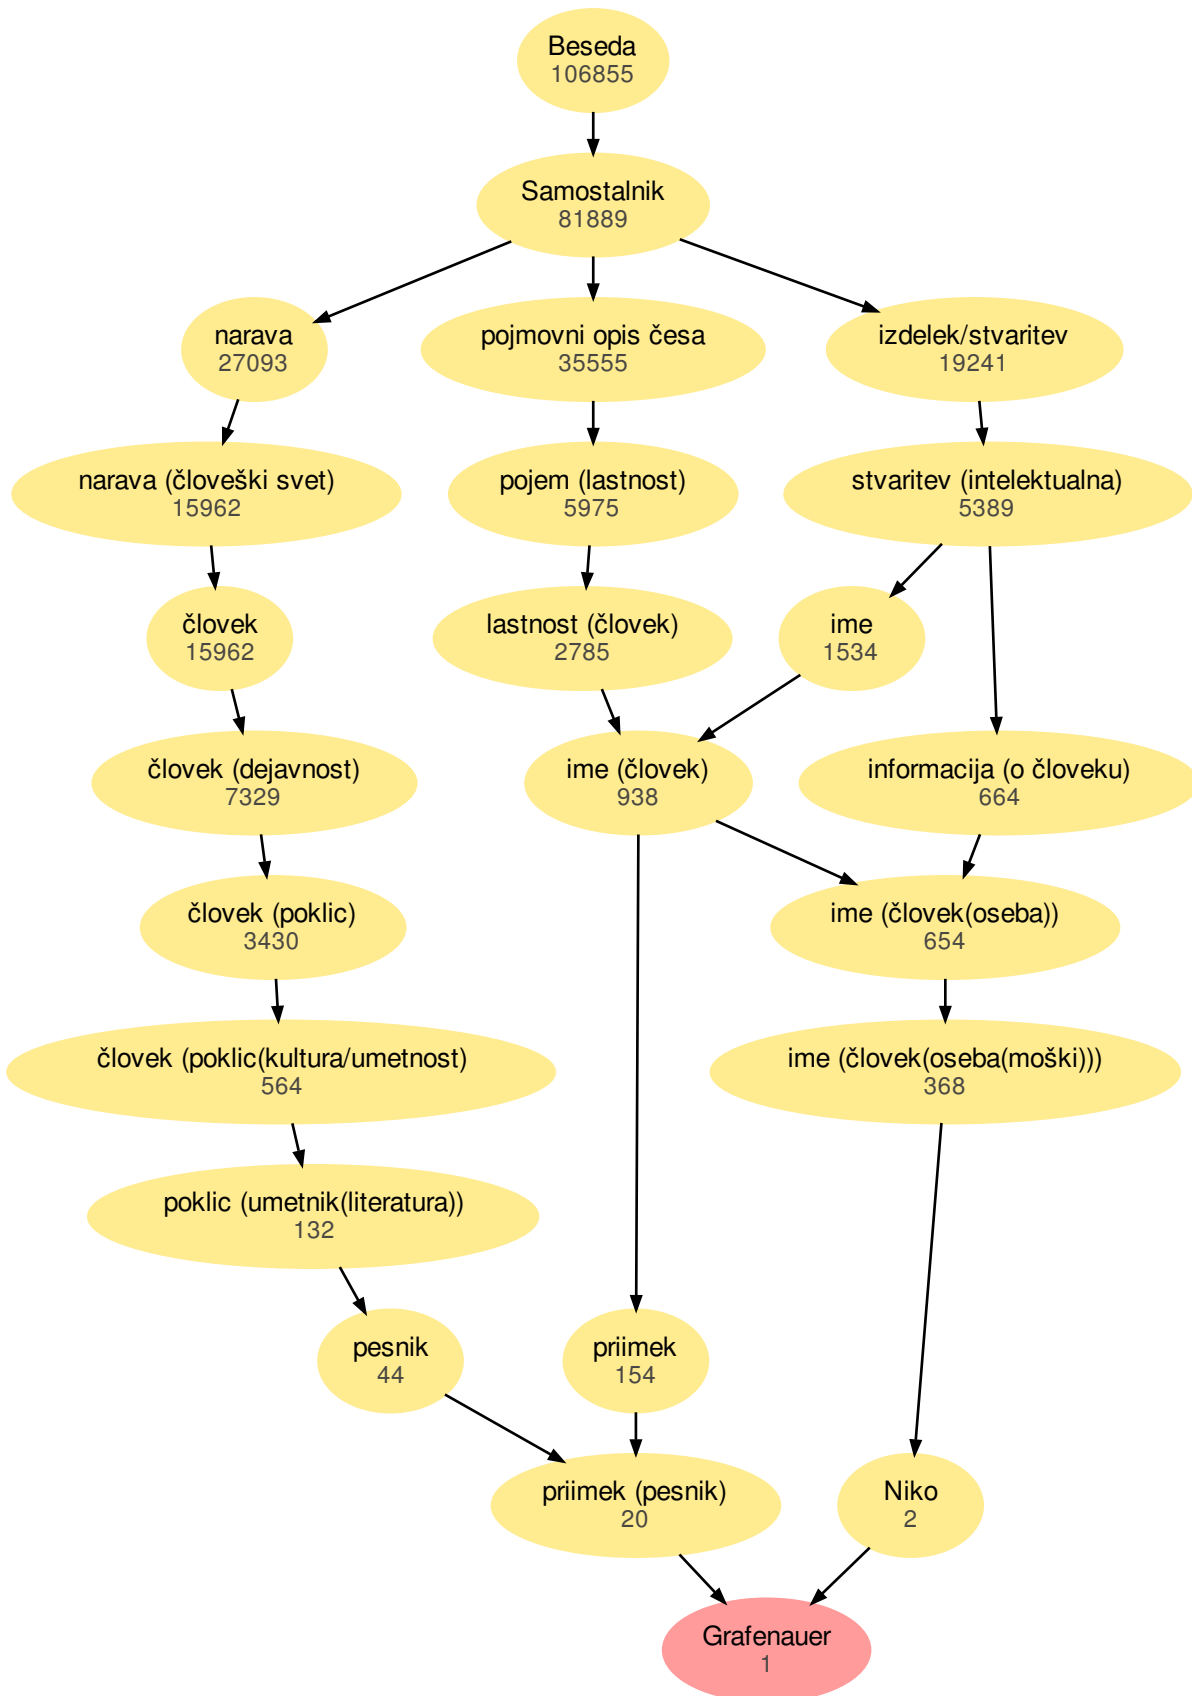 Beseda
106855
Samostalnik
81889
narava
27093
pojmovni opis česa
35555
izdelek/stvaritev
19241
narava (človeški svet)
15962
pojem (lastnost)
5975
stvaritev (intelektualna)
5389
človek
15962
lastnost (človek)
2785
ime
1534
človek (dejavnost)
7329
ime (človek)
938
informacija (o človeku)
664
človek (poklic)
3430
ime (človek(oseba))
654
človek (poklic(kultura/umetnost)
564
ime (človek(oseba(moški)))
368
poklic (umetnik(literatura))
132
pesnik
44
priimek
154
priimek (pesnik)
20
Niko
2
Grafenauer
1